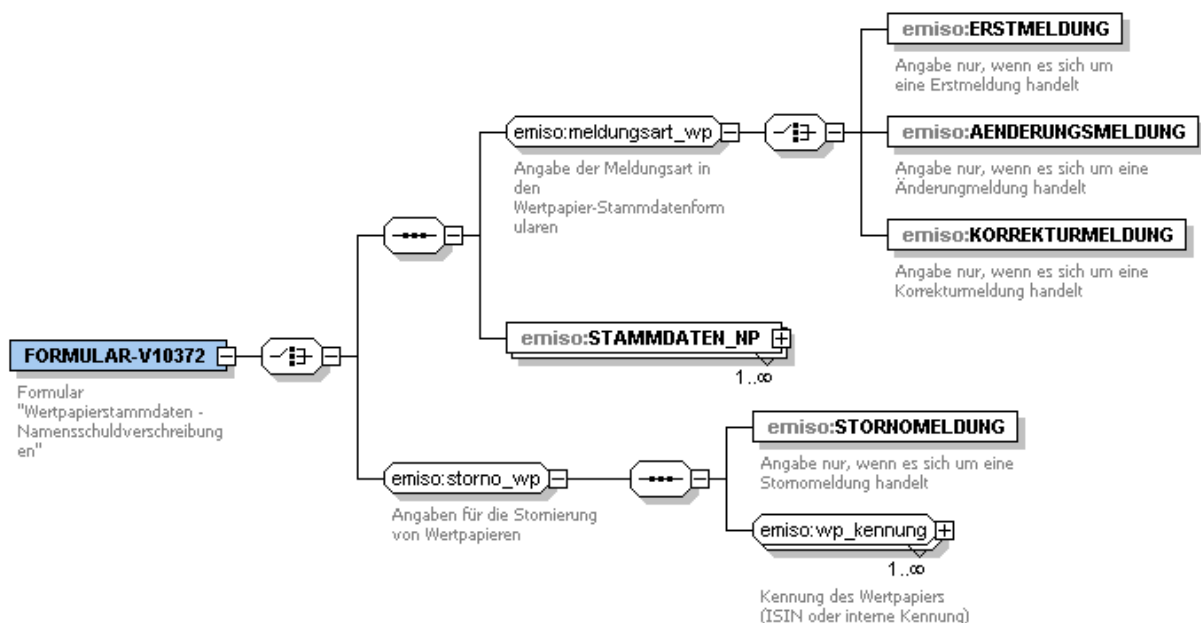 emiso:ERSTMELDUNG
Angabe nur, wenn es sich um
eine Erstmeldung handelt
emiso:meldungsart_wp
Angabe der Meldungsart in
den
Wertpapier-Stammdatenform
ularen
emiso:AENDERUNGSMELDUNG
Angabe nur, wenn es sich um eine
Änderungmeldung handelt
emiso:KORREKTURMELDUNG
Angabe nur, wenn es sich um eine
Korrekturmeldung handelt
emiso:STAMMDATEN_NP
1..∞
FORMULAR-V10372
Formular
"Wertpapierstammdaten -
Namensschuldverschreibung
en"
emiso:storno_wp
Angaben für die Stornierung
von Wertpapieren
emiso:STORNOMELDUNG
Angabe nur, wenn es sich um eine
Stornomeldung handelt
emiso:wp_kennung
1..∞
Kennung des Wertpapiers
(ISIN oder interne Kennung)